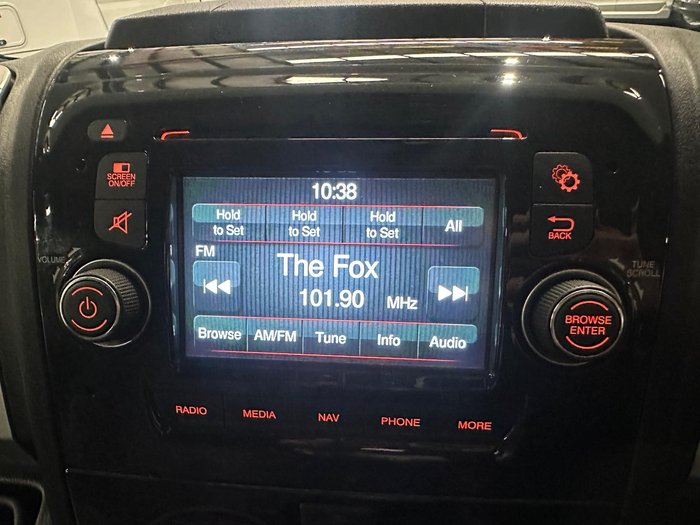 SCREEN
ON/OFF
VOLUME
10:38
Hold
to Set
Hold
to Set
Hold
to Set
All
FM
The Fox
101.90 MHz
Browse AM/FM Tune Info Audio
BACK
TUNE
SCROLL
BROWSE
ENTER
RADIO MEDIA NAV PHONE MORE